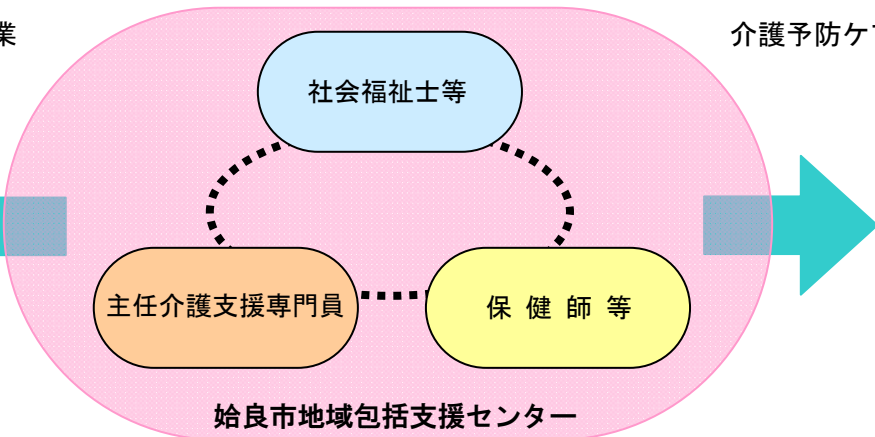 業
介護予防ケ
社会福祉士等
主任介護支援専門員
保健師等
姶良市地域包括支援センター